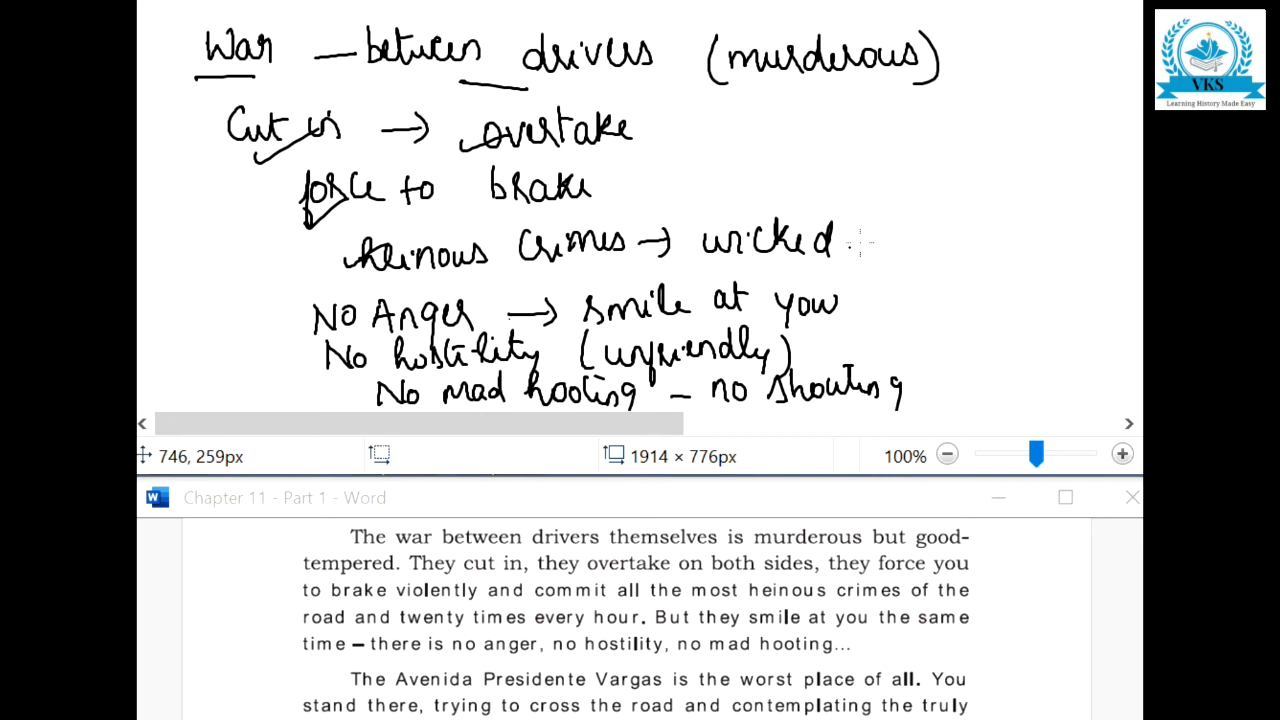 War – between drivers (murderous)
Cut in → overtake
force to brake
heinous crimes → wicked.
No Anger → smile at you
No hostility (unfriendly)
No mad hooting – no shouting
VKS
Learning History Made Easy
746, 259px
1914 × 776px
100%
Chapter 11 - Part 1 - Word
The war between drivers themselves is murderous but good-
tempered. They cut in, they overtake on both sides, they force you
to brake violently and commit all the most heinous crimes of the
road and twenty times every hour. But they smile at you the same
time – there is no anger, no hostility, no mad hooting...
The Avenida Presidente Vargas is the worst place of all. You
stand there, trying to cross the road and contemplating the truly